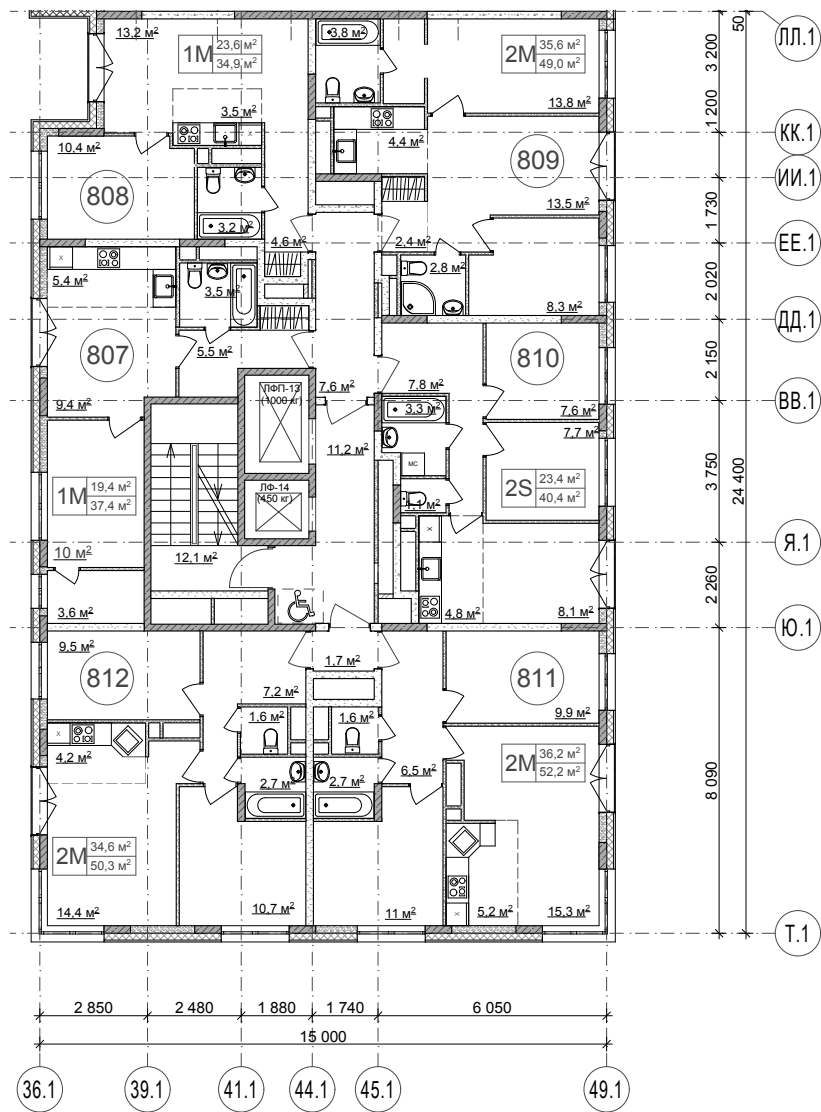 13,2 м²
1М 23,6 м²
34,9 м²
3,8 м²
2М 35,6 м²
49,0 м²
50
ЛЛ.1
3 200
3,5 м²
13,8 м²
1 200
10,4 м²
4,4 м²
809
КК.1
808
13,5 м²
ИИ.1
3,2 м²
1 730
4,6 м²
2,4 м²
ЕЕ.1
х
5,4 м²
3,5 м²
2,8 м²
8,3 м²
2 020
ДД.1
807
5,5 м²
810
2 150
ЛФП-13
(1000 кг)
7,6 м²
7,8 м²
9,4 м²
3,3 м²
7,6 м²
ВВ.1
7,7 м²
11,2 м²
МС
1М 19,4 м²
37,4 м²
ЛФ-14
(450 кг)
2S 23,4 м²
40,4 м²
3 750
24 400
1,1 м²
х
10 м²
12,1 м²
Я.1
3,6 м²
4,8 м²
8,1 м²
2 260
Ю.1
9,5 м²
812
1,7 м²
811
7,2 м²
1,6 м²
1,6 м²
9,9 м²
х
4,2 м²
2,7 м²
2,7 м²
6,5 м²
2М 36,2 м²
52,2 м²
8 090
2М 34,6 м²
50,3 м²
14,4 м²
10,7 м²
11 м²
х
5,2 м²
15,3 м²
Т.1
2 850
2 480
1 880
1 740
6 050
15 000
36.1
39.1
41.1
44.1
45.1
49.1